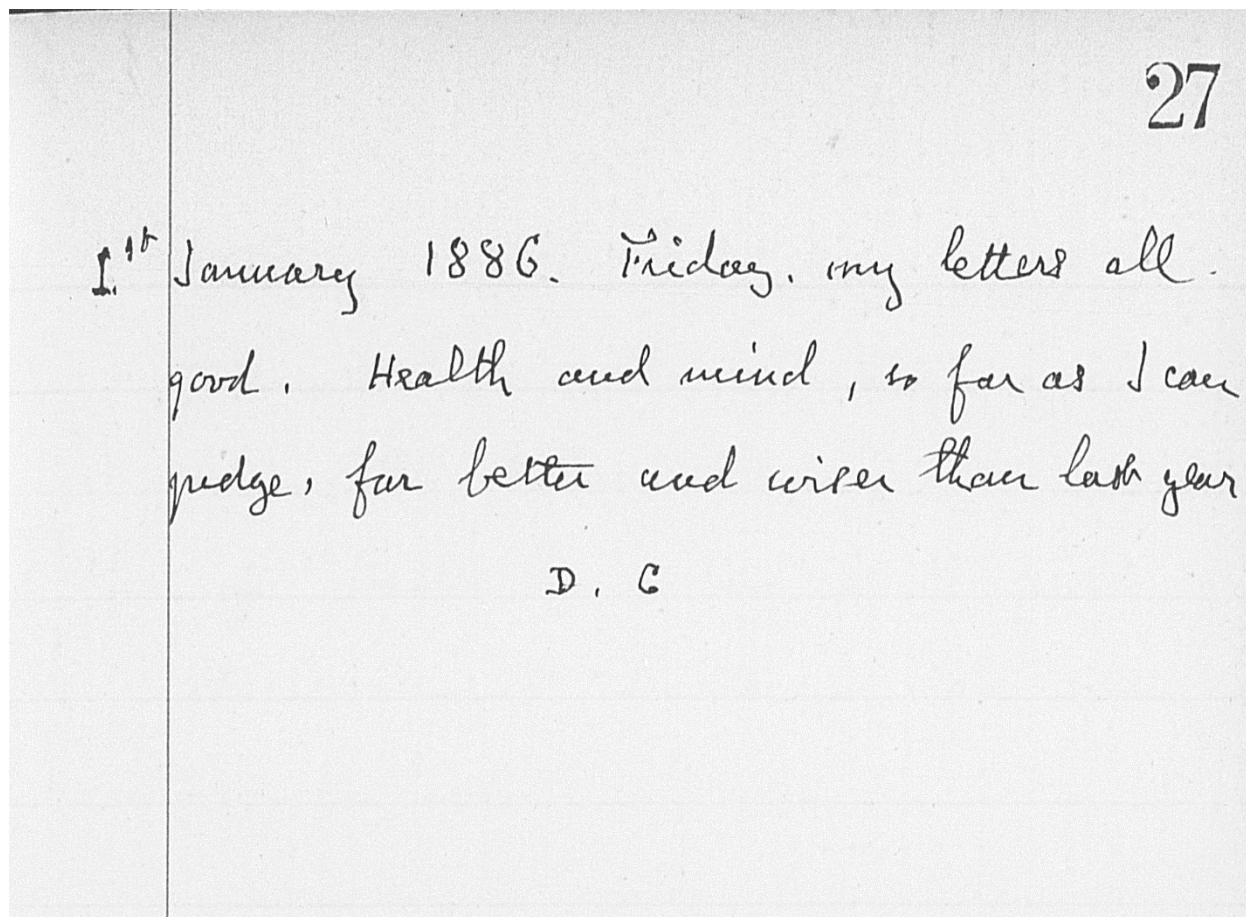 27
1st January 1886. Friday. my letters all.
good. Health and mind, so far as I can
judge, far better and wiser than last year
D. G